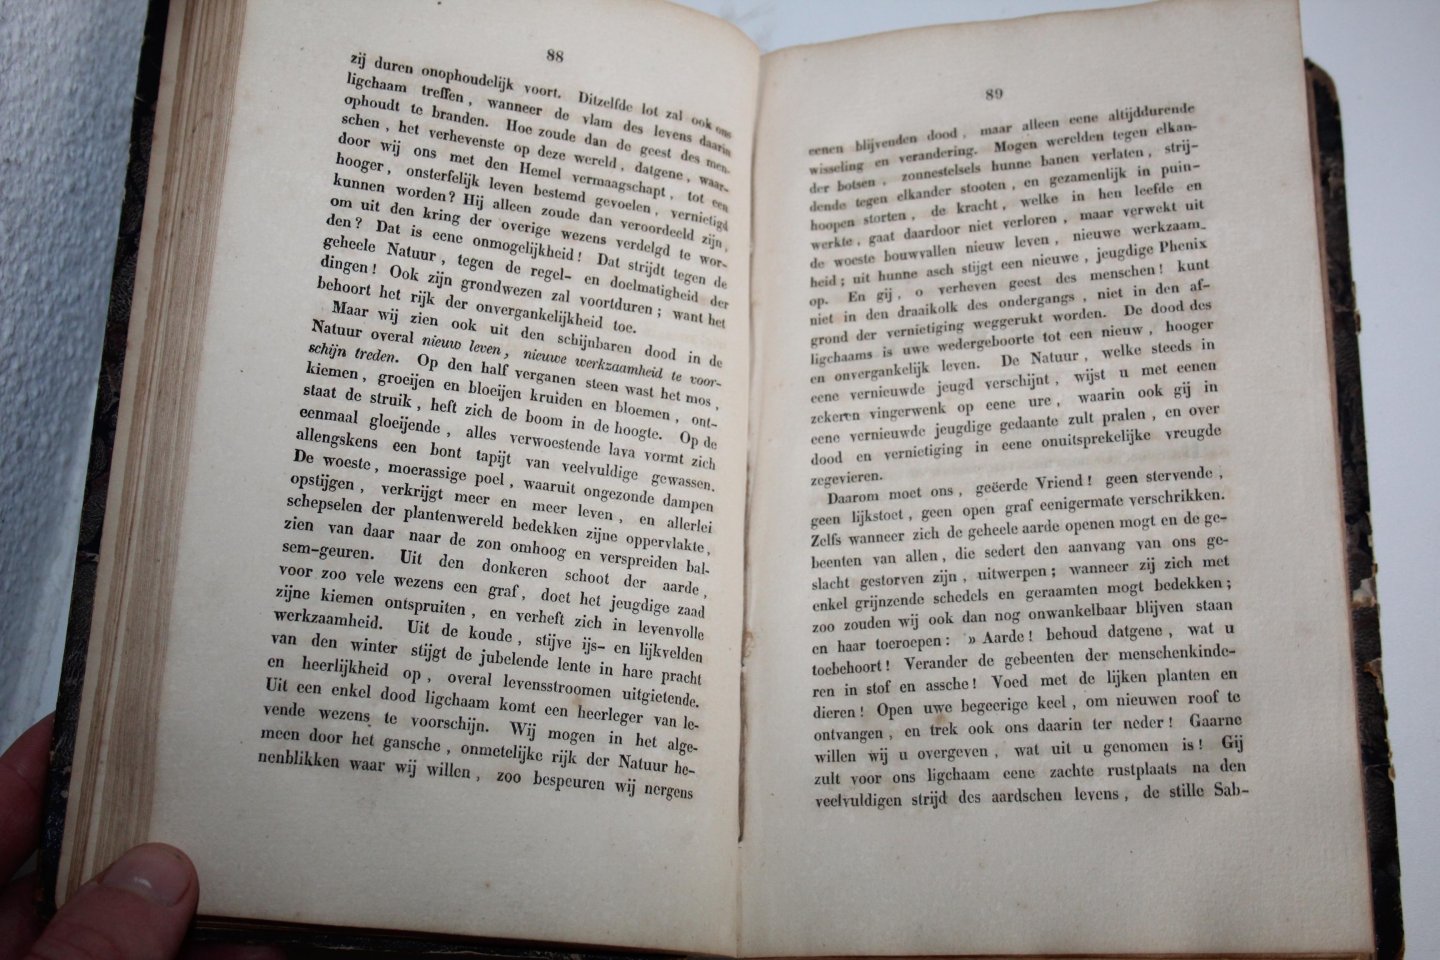 88
zij duren onophoudelijk voort. Ditzelfde lot zal ook ons
ligchaam treffen, wanneer de vlam des levens daarin
ophoudt te branden. Hoe zoude dan de geest des men-
schen, het verhevenste op deze wereld, datgene, waar-
door wij ons met den Hemel vermaagschapt, tot een
hooger, onsterfelijk leven bestemd gevoelen, vernietigd
kunnen worden? Hij alleen zoude dan veroordeeld zijn,
om uit den kring der overige wezens verdelgd te wor-
den? Dat is eene onmogelijkheid! Dat strijdt tegen de
geheele Natuur, tegen de regel- en doelmatigheid der
dingen! Ook zijn grondwezen zal voortduren; want het
behoort het rijk der onvergankelijkheid toe.
Maar wij zien ook uit den schijnbaren dood in de
Natuur overal nieuw leven, nieuwe werkzaamheid te voor-
schijn treden. Op den half verganen steen wast het mos,
kiemen, groeijen en bloeijen kruiden en bloemen, ont-
staat de struik, heft zich de boom in de hoogte. Op de
eenmaal gloeijende, alles verwoestende lava vormt zich
allengskens een bont tapijt van veelvuldige gewassen.
De woeste, moerassige poel, waaruit ongezonde dampen
opstijgen, verkrijgt meer en meer leven, en allerlei
schepselen der plantenwereld bedekken zijne oppervlakte,
zien van daar naar de zon omhoog en verspreiden bal-
sem-geuren. Uit den donkeren schoot der aarde,
voor zoo vele wezens een graf, doet het jeugdige zaad
zijne kiemen ontspruiten, en verheft zich in levenvolle
werkzaamheid. Uit de koude, stijve ijs- en lijkvelden
van den winter stijgt de jubelende lente in hare pracht
en heerlijkheid op, overal levensstroomen uitgietende.
Uit een enkel dood ligchaam komt een heerleger van le-
vende wezens te voorschijn. Wij mogen in het alge-
meen door het gansche, onmetelijke rijk der Natuur he-
nenblikken waar wij willen, zoo bespeuren wij nergens
89
eenen blijvenden dood, maar alleen eene altijddurende
wisseling en verandering. Mogen werelden tegen elkan-
der botsen, zonnestelsels hunne banen verlaten, strij-
dende tegen elkander stooten, en gezamenlijk in puin-
hoopen storten, de kracht, welke in hen leefde en
werkte, gaat daardoor niet verloren, maar verwekt uit
de woeste bouwvallen nieuw leven, nieuwe werkzaam-
heid; uit hunne asch stijgt een nieuwe, jeugdige Phenix
op. En gij, o verheven geest des menschen! kunt
niet in den draaikolk des ondergangs, niet in den af-
grond der vernietiging weggerukt worden. De dood des
ligchaams is uwe wedergeboorte tot een nieuw, hooger
en onvergankelijk leven. De Natuur, welke steeds in
eene vernieuwde jeugd verschijnt, wijst u met eenen
zekeren vingerwenk op eene ure, waarin ook gij in
eene vernieuwde jeugdige gedaante zult pralen, en over
dood en vernietiging in eene onuitsprekelijke vreugde
zegevieren.
Daarom moet ons, geëerde Vriend! geen stervende,
geen lijkstoet, geen open graf eenigermate verschrikken.
Zelfs wanneer zich de geheele aarde openen mogt en de ge-
beenten van allen, die sedert den aanvang van ons ge-
slacht gestorven zijn, uitwerpen; wanneer zij zich met
enkel grijnzende schedels en geraamten mogt bedekken;
zoo zouden wij ook dan nog onwankelbaar blijven staan
en haar toeroepen: » Aarde! behoud datgene, wat u
toebehoort! Verander de gebeenten der menschenkinde-
ren in stof en assche! Voed met de lijken planten en
dieren! Open uwe begeerige keel, om nieuwen roof te
ontvangen, en trek ook ons daarin ter neder! Gaarne
willen wij u overgeven, wat uit u genomen is! Gij
zult voor ons ligchaam eene zachte rustplaats na den
veelvuldigen strijd des aardschen levens, de stille Sab-